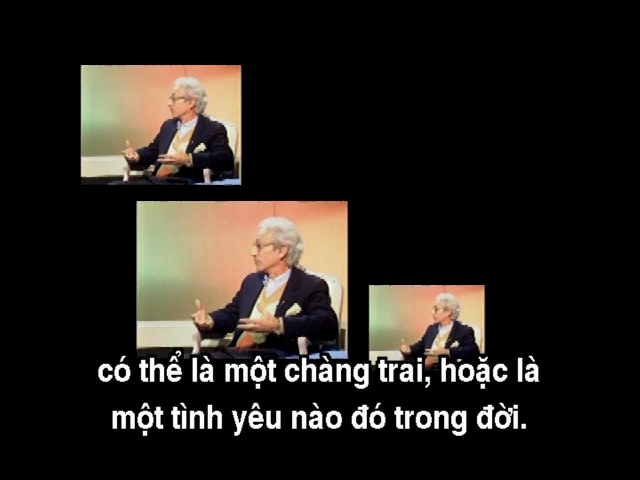 có thể là một chàng trai, hoặc là
một tình yêu nào đó trong đời.